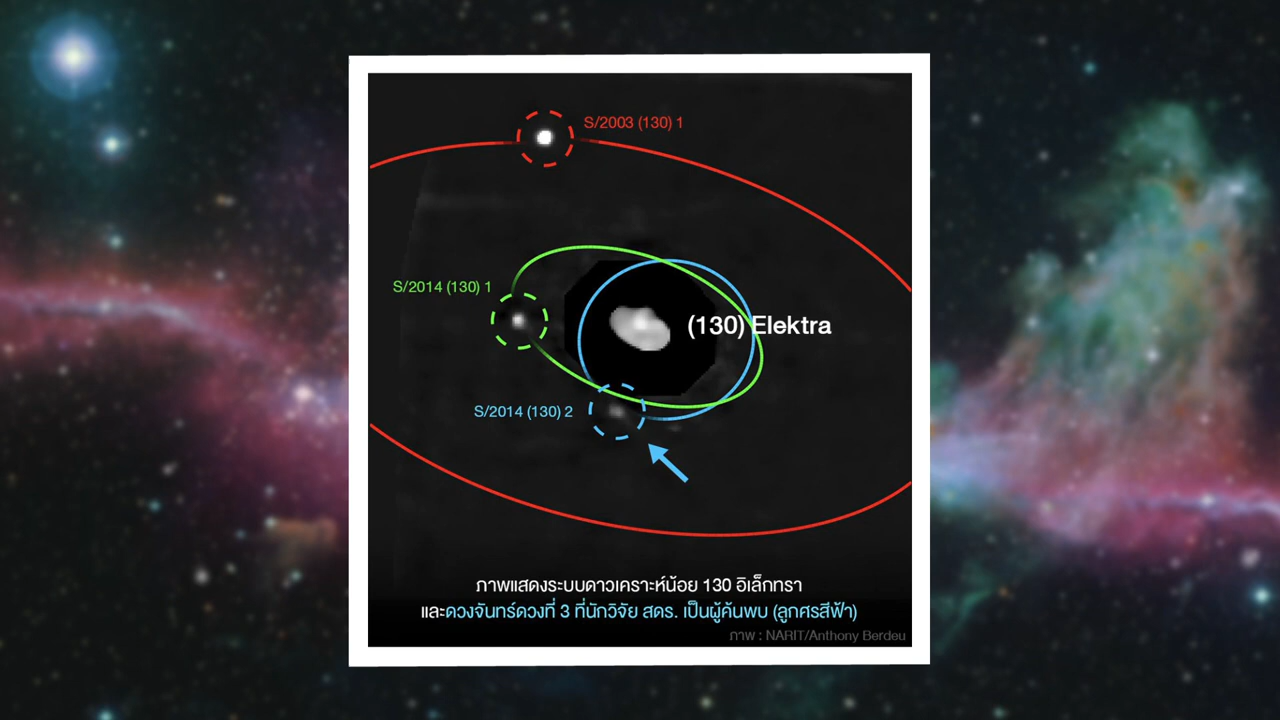 S/2003 (130) 1
S/2014 (130) 1
(130) Elektra
S/2014 (130) 2
ภาพแสดงระบบดาวเคราะห์น้อย 130 อิเล็กทรา
และดวงจันทร์ดวงที่ 3 ที่นักวิจัย สดร. เป็นผู้ค้นพบ (ลูกศรสีฟ้า)
ภาพ : NARIT/Anthony Berdeu